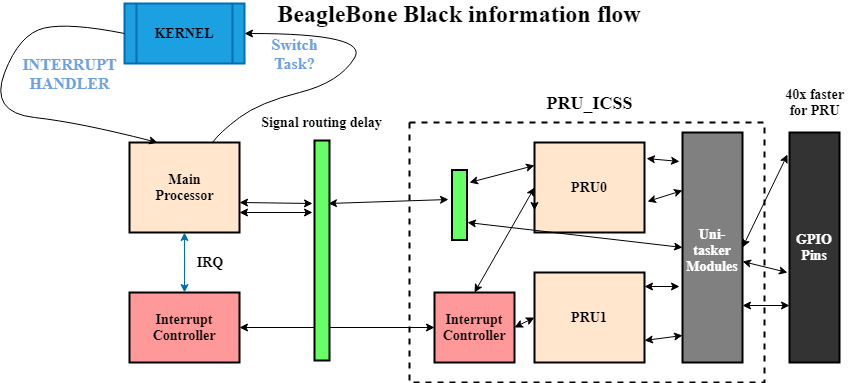 BeagleBone Black information flow
KERNEL
INTERRUPT
HANDLER
Switch
Task?
Signal routing delay
PRU_ICSS
40x faster
for PRU
Main
Processor
PRU0
Uni-
tasker
Modules
GPIO
Pins
IRQ
Interrupt
Controller
Interrupt
Controller
PRU1